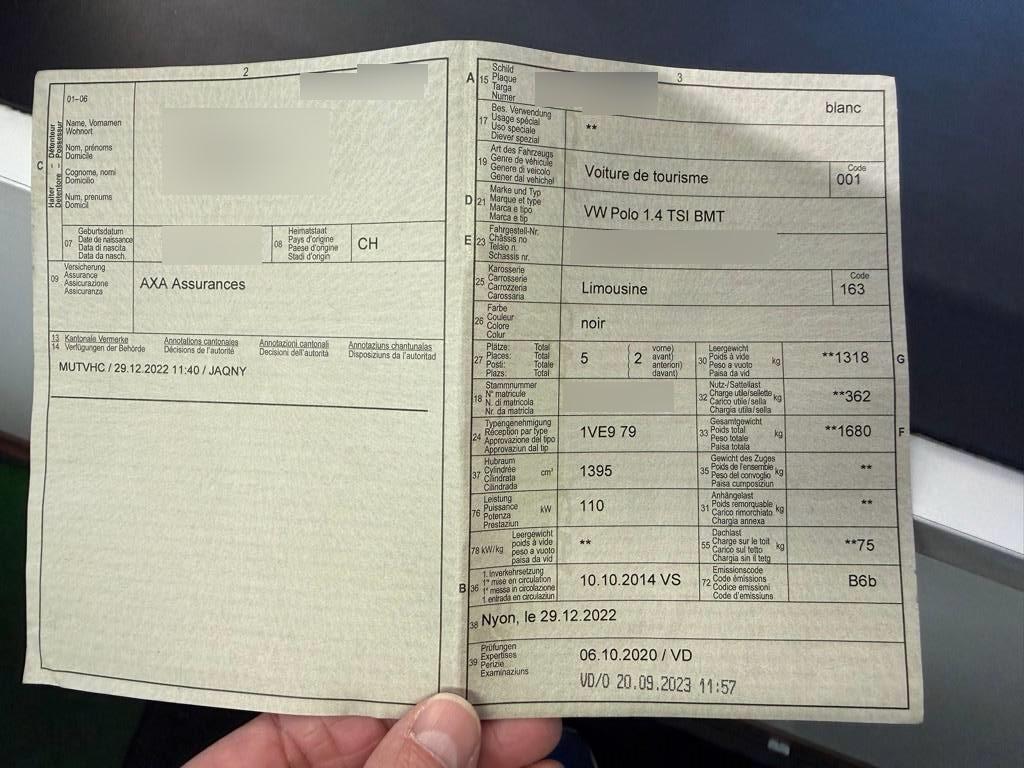 2
01–06
Name, Vornamen
Wohnort
Nom, prénoms
Domicile
Cognome, nomi
Domicilio
Num, prenums
Domicil
C
Halter – Détenteur
Detentore – Possessur
07
Geburtsdatum
Date de naissance
Data di nascita
Data da nasch.
08
Heimatstaat
Pays d'origine
Paese d'origine
Stadi d'origin
CH
09
Versicherung
Assurance
Assicurazione
Assicuranza
AXA Assurances
13 Kantonale Vermerke Annotations cantonales Annotazioni cantonali Annotaziuns chantunalas
14 Verfügungen der Behörde Décisions de l'autorité Decisioni dell'autorità Disposiziuns da l'autoritad
MUTVHC / 29.12.2022 11:40 / JAQNY
3
A
15
Schild
Plaque
Targa
Numer
blanc
17
Bes. Verwendung
Usage spécial
Uso speciale
Diever spezial
**
19
Art des Fahrzeugs
Genre de véhicule
Genere di veicolo
Gener dal vehichel
Voiture de tourisme
Code
001
D
21
Marke und Typ
Marque et type
Marca e tipo
Marca e tip
VW Polo 1.4 TSI BMT
E
23
Fahrgestell-Nr.
Châssis no
Telaio n.
Schassis nr.
25
Karosserie
Carrosserie
Carrozzeria
Carossaria
Limousine
Code
163
26
Farbe
Couleur
Colore
Colur
noir
27
Plätze: Total
Places: Total
Posti: Totale
Plazs: Total
5
( 2
vorne)
avant)
anteriori)
davant)
30
Leergewicht
Poids à vide
Peso a vuoto
Paisa da vid
kg
**1318
G
18
Stammnummer
N° matricule
N. di matricola
Nr. da matricla
32
Nutz-/Sattellast
Charge utile/sellette
Carico utile/sella
Chargia utila/sella
kg
**362
24
Typengenehmigung
Réception par type
Approvazione del tipo
Approvaziun dal tip
1VE9 79
33
Gesamtgewicht
Poids total
Peso totale
Paisa totala
kg
**1680
F
37
Hubraum
Cylindrée
Cilindrata
Cilindrada
cm³
1395
35
Gewicht des Zuges
Poids de l'ensemble
Peso del convoglio
Paisa cumposiziun
kg
**
76
Leistung
Puissance
Potenza
Prestaziun
kW
110
31
Anhängelast
Poids remorquable
Carico rimorchiato
Chargia annexa
kg
**
78 kW/kg
Leergewicht
poids à vide
peso a vuoto
paisa da vid
**
55
Dachlast
Charge sur le toit
Carico sul tetto
Chargia sin il tetg
kg
**75
B
36
1. Inverkehrsetzung
1re mise en circulation
1a messa in circolazione
1. entrada en circulaziun
10.10.2014 VS
72
Emissionscode
Code émissions
Codice emissioni
Code d'emissiuns
B6b
38 Nyon, le 29.12.2022
39
Prüfungen
Expertises
Perizie
Examinaziuns
06.10.2020 / VD
VD/0 20.09.2023 11:57